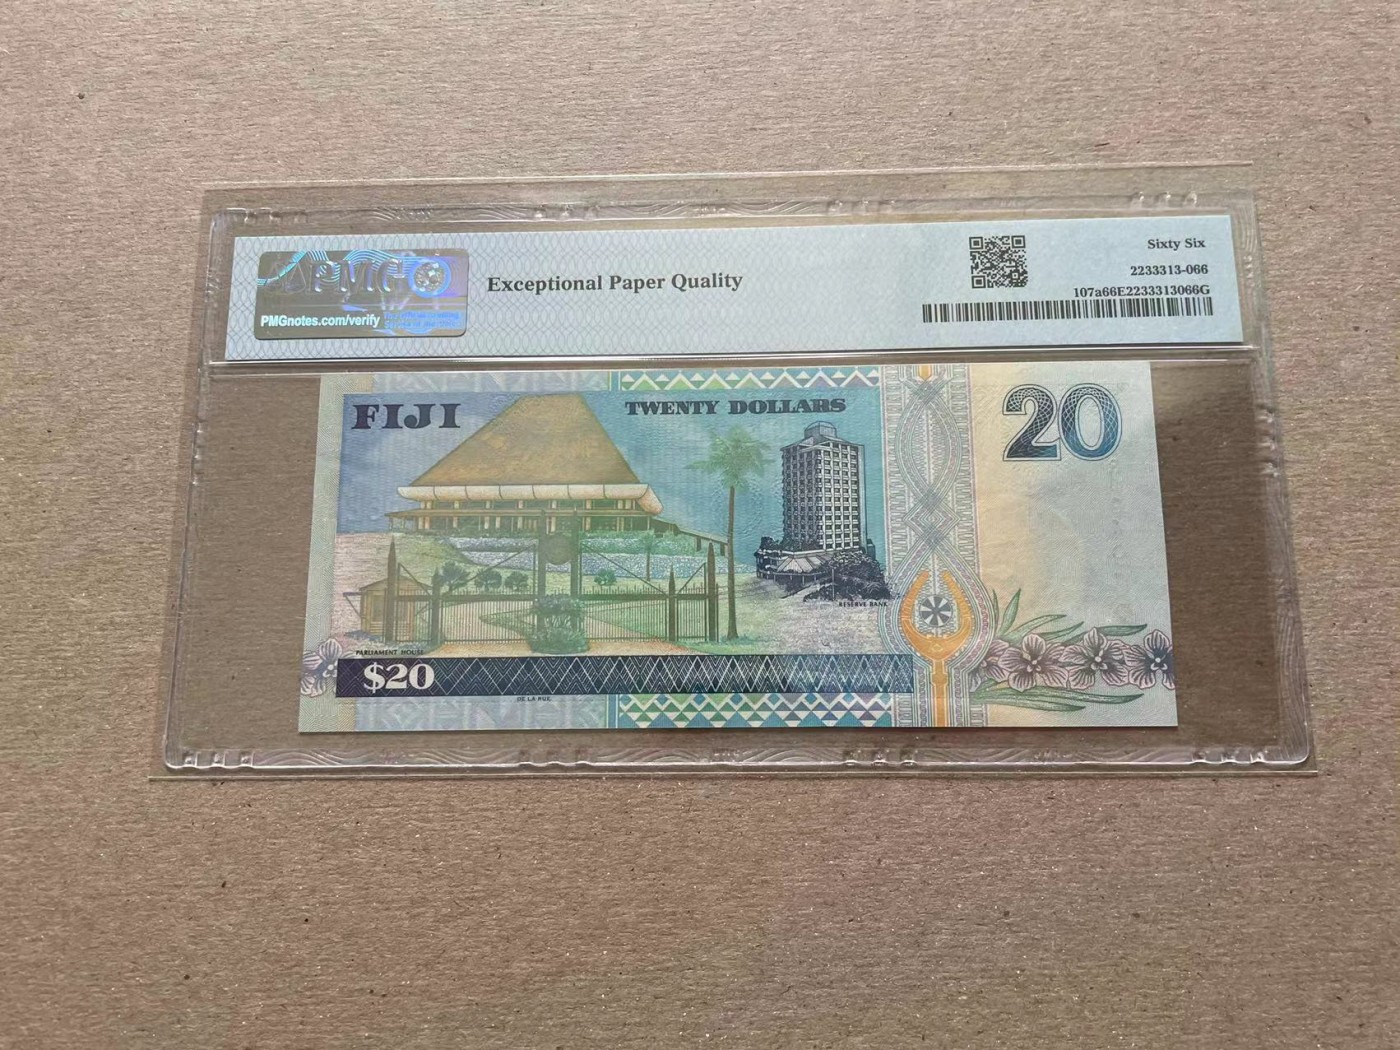 PMG
PMGnotes.com/verify
Exceptional Paper Quality
Sixty Six
2233313-066
107a66E2233313066G
FIJI
TWENTY DOLLARS
20
RESERVE BANK
PARLIAMENT HOUSE
$20
DE LA RUE